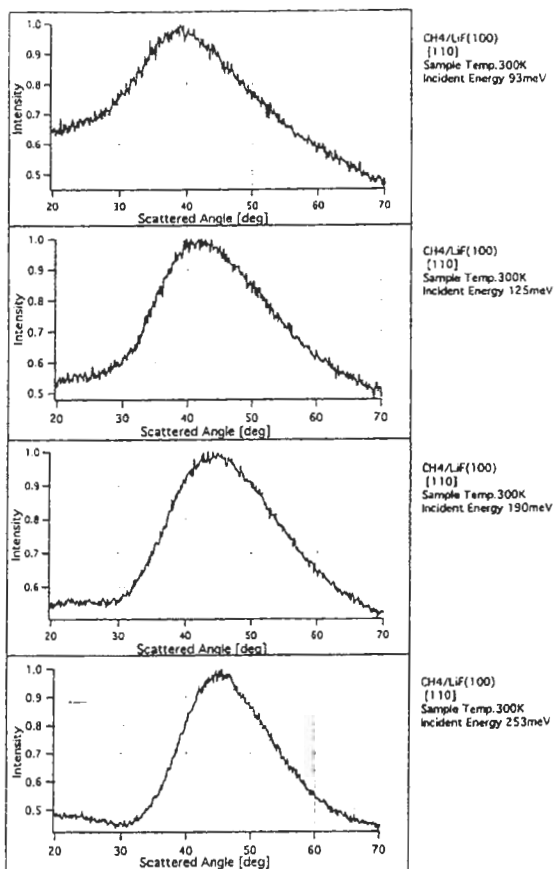 1.0
0.9
0.8
0.7
0.6
0.5
Intensity
20 30 40 50 60 70
Scattered Angle [deg]
CH4/LiF(100)
[110]
Sample Temp.300K
Incident Energy 93meV
1.0
0.9
0.8
0.7
0.6
0.5
Intensity
20 30 40 50 60 70
Scattered Angle [deg]
CH4/LiF(100)
[110]
Sample Temp.300K
Incident Energy 125meV
1.0
0.9
0.8
0.7
0.6
Intensity
20 30 40 50 60 70
Scattered Angle [deg]
CH4/LiF(100)
[110]
Sample Temp.300K
Incident Energy 190meV
1.0
0.9
0.8
0.7
0.6
0.5
Intensity
20 30 40 50 60 70
Scattered Angle [deg]
CH4/LiF(100)
[110]
Sample Temp.300K
Incident Energy 253meV